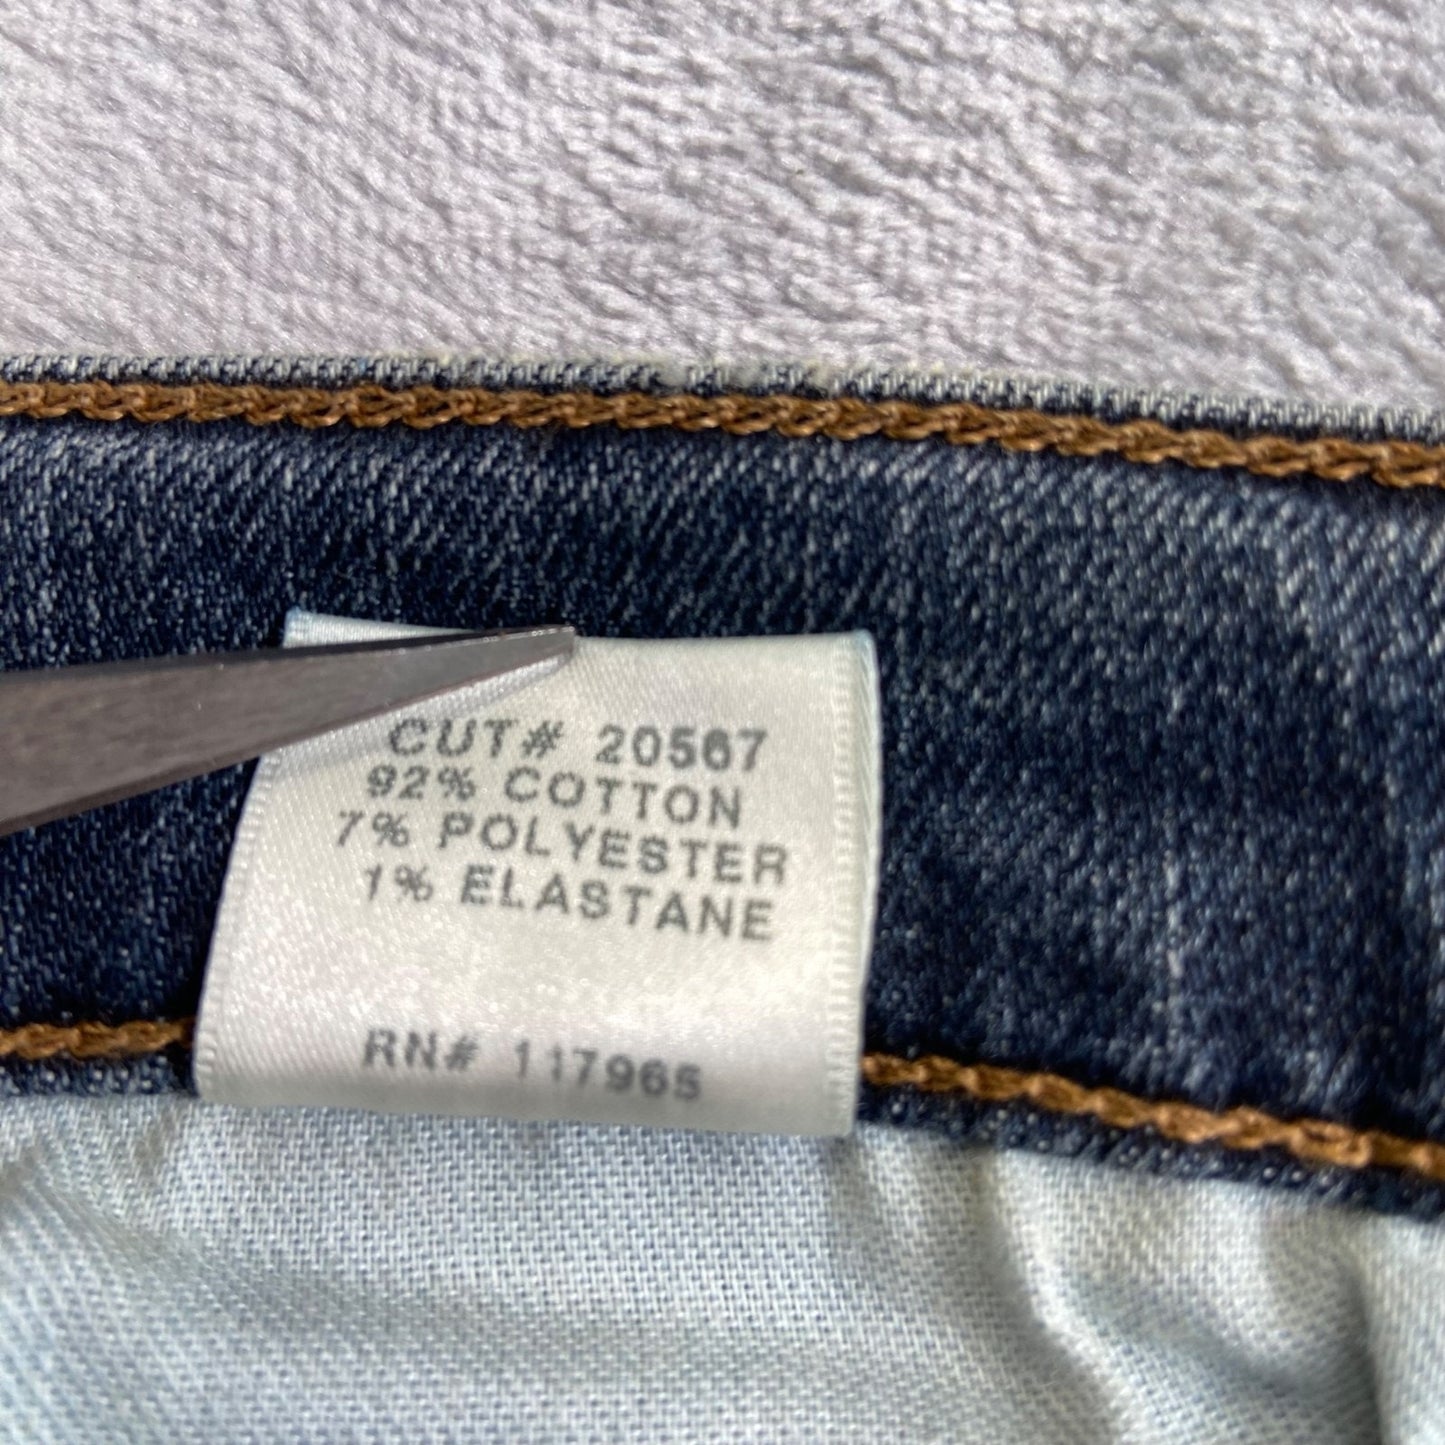 CUT# 20567
92% COTTON
7% POLYESTER
1% ELASTANE
RN# 117965